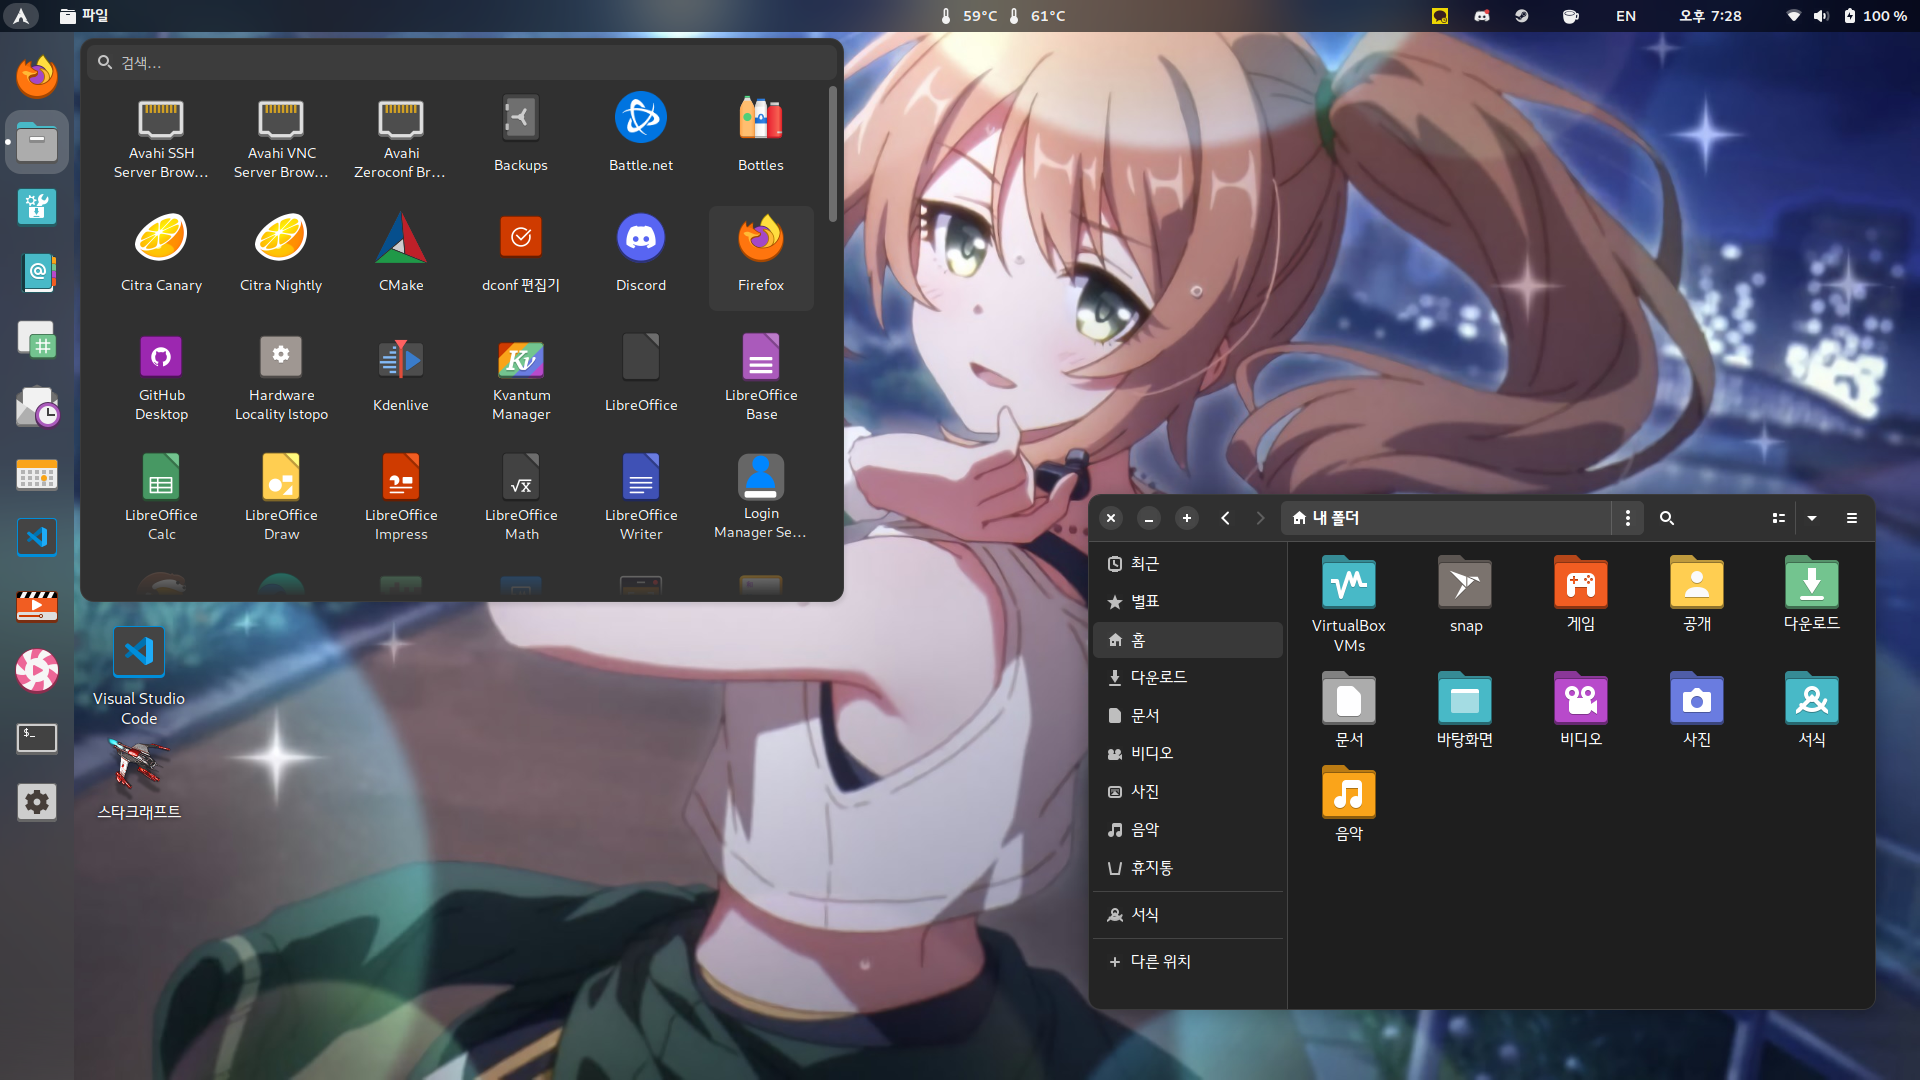 파일
59°C
61°C
EN
오후 7:28
100 %
검색...
Avahi SSH
Server Brow...
Avahi VNC
Server Brow...
Avahi
Zeroconf Br...
Backups
Battle.net
Bottles
Citra Canary
Citra Nightly
CMake
dconf 편집기
Discord
Firefox
GitHub
Desktop
Hardware
Locality lstopo
Kdenlive
Kvantum
Manager
LibreOffice
LibreOffice
Base
LibreOffice
Calc
LibreOffice
Draw
LibreOffice
Impress
LibreOffice
Math
LibreOffice
Writer
Login
Manager Se...
Visual Studio
Code
스타크래프트
내 폴더
최근
별표
홈
다운로드
문서
비디오
사진
음악
휴지통
서식
다른 위치
VirtualBox
VMs
snap
게임
공개
다운로드
문서
바탕화면
비디오
사진
서식
음악